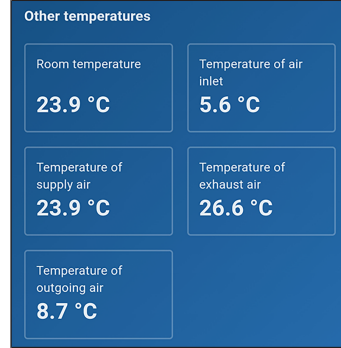 Other temperatures
Room temperature
23.9 °C
Temperature of air
inlet
5.6 °C
Temperature of
supply air
23.9 °C
Temperature of
exhaust air
26.6 °C
Temperature of
outgoing air
8.7 °C